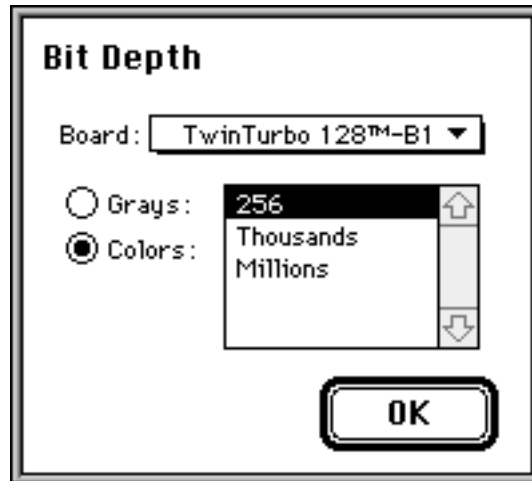 Bit Depth
Board: TwinTurbo 128™-B1
Grays:
Colors:
256
Thousands
Millions
OK